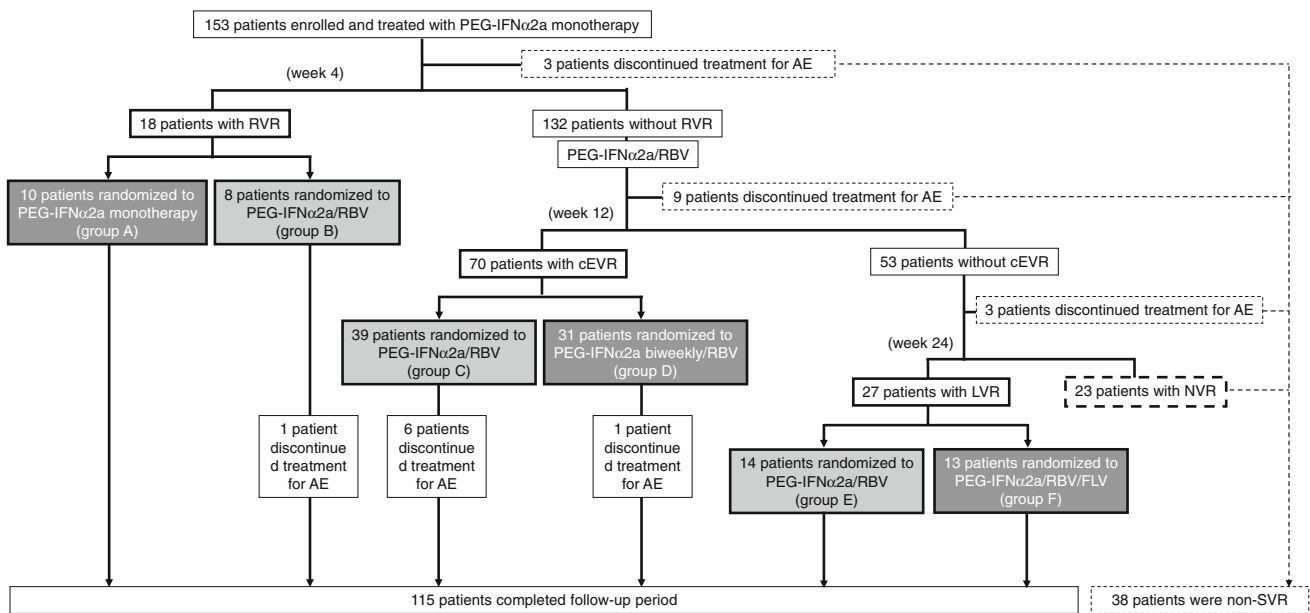 153 patients enrolled and treated with PEG-IFNα2a monotherapy
3 patients discontinued treatment for AE
(week 4)
18 patients with RVR
132 patients without RVR
PEG-IFNα2a/RBV
10 patients randomized to
PEG-IFNα2a monotherapy
(group A)
8 patients randomized to
PEG-IFNα2a/RBV
(group B)
9 patients discontinued treatment for AE
(week 12)
70 patients with cEVR
53 patients without cEVR
3 patients discontinued treatment for AE
39 patients randomized to
PEG-IFNα2a/RBV
(group C)
31 patients randomized to
PEG-IFNα2a biweekly/RBV
(group D)
(week 24)
27 patients with LVR
23 patients with NVR
1 patient
discontinue
d treatment
for AE
6 patients
discontinue
d treatment
for AE
1 patient
discontinue
d treatment
for AE
14 patients randomized to
PEG-IFNα2a/RBV
(group E)
13 patients randomized to
PEG-IFNα2a/RBV/FLV
(group F)
115 patients completed follow-up period
38 patients were non-SVR